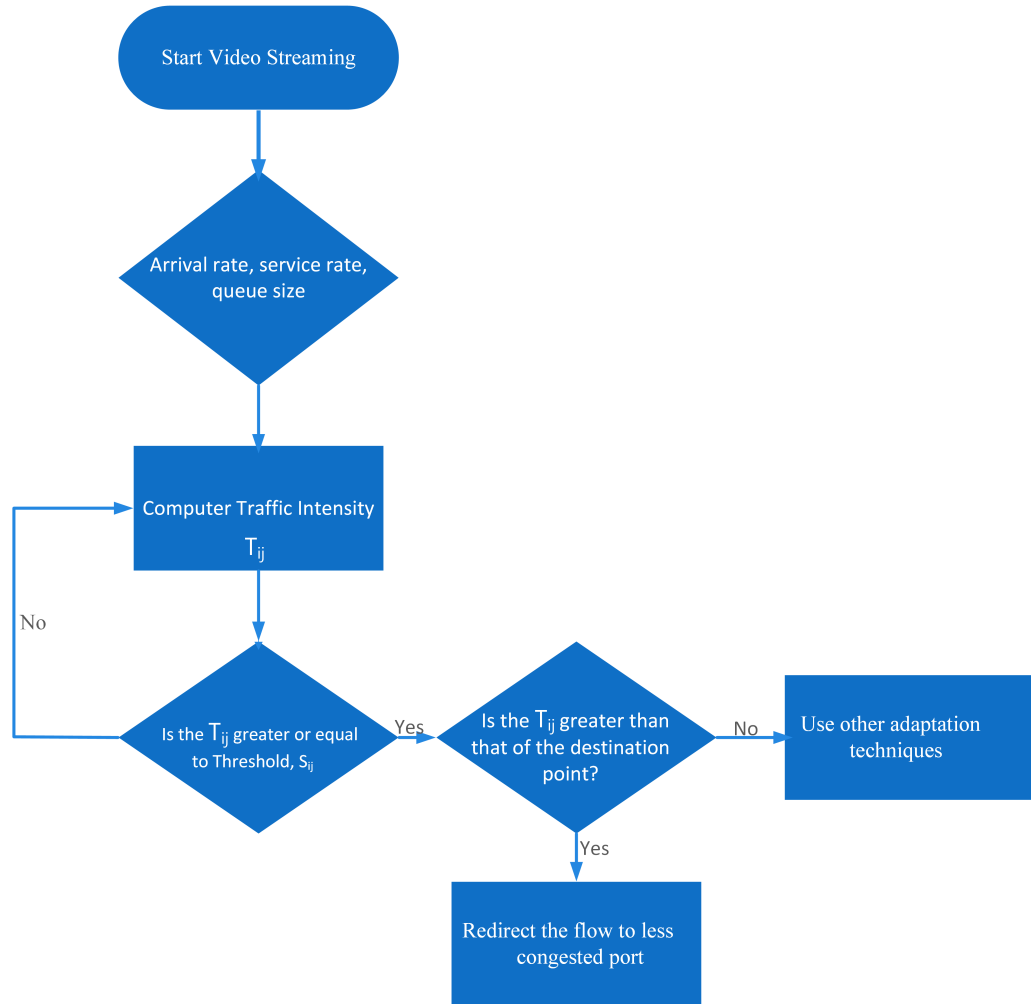 Start Video Streaming
Arrival rate, service rate,
queue size
Computer Traffic Intensity
Tij
No
Is the Tij greater or equal
to Threshold, Sij
Yes
Is the Tij greater than
that of the destination
point?
No
Use other adaptation
techniques
Yes
Redirect the flow to less
congested port